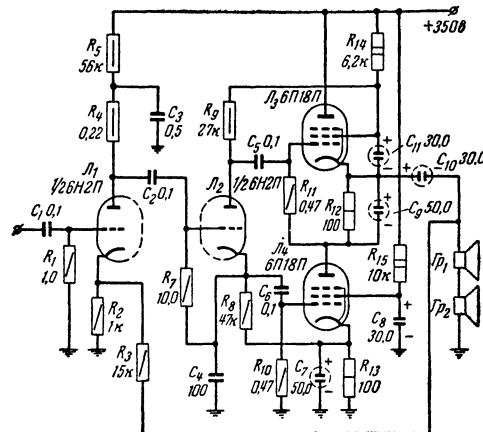 +350В
R5
56К
R14
6,2К
R4
0,22
C3
0,5
R9
27К
Л3 6П18П
C11 30,0
C10 30,0
Л1
1/2 6Н2П
C2 0,1
Л2
C5 0,1
1/2 6Н2П
R11
0,47
R12
100
C9 50,0
C1 0,1
R1
1,0
R7
10,0
Л4
6П18П
R15
10К
Гр1
Гр2
R2
1К
R3
15К
C4
100
R8
47К
C6
0,1
C8
30,0
R10
0,47
C7
50,0
R13
100